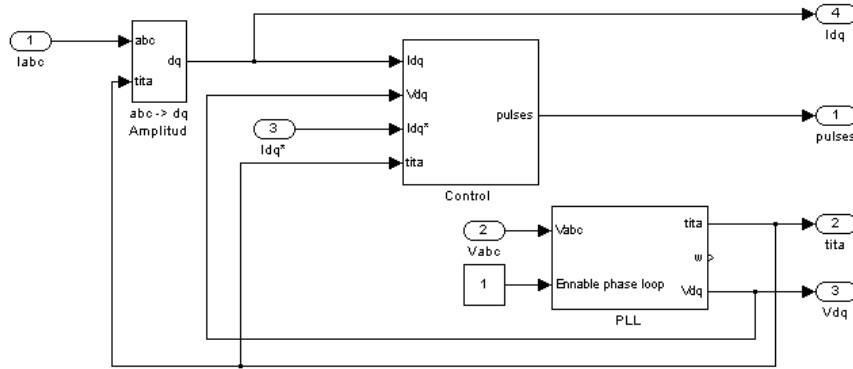 1
Iabc
abc
tita
dq
abc-> dq
Amplitud
3
Idq*
Idq
Vdq
Idq*
tita
pulses
Control
4
Idq
1
pulses
2
Vabc
1
Vabc
Ennable phase loop
tita
w
Vdq
PLL
2
tita
3
Vdq